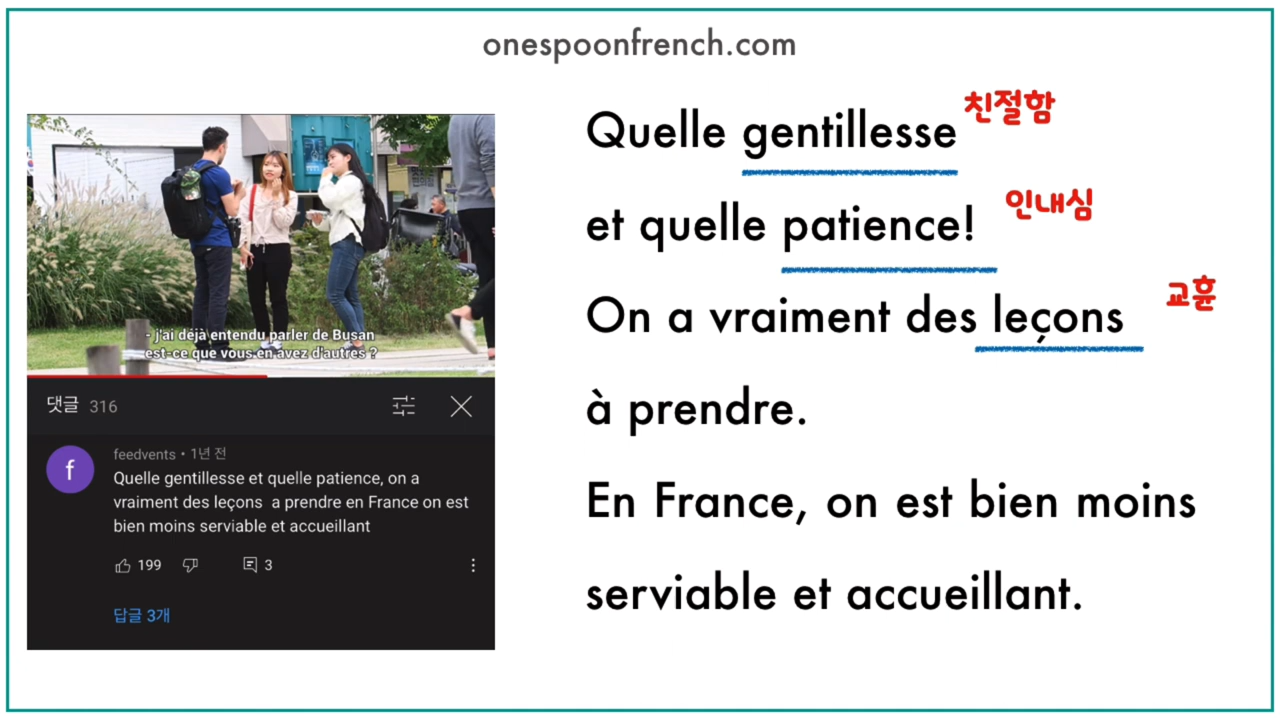 onespoonfrench.com
- j'ai déjà entendu parler de Busan
est-ce que vous en avez d'autres ?
댓글 316
f
feedvents • 1년 전
Quelle gentillesse et quelle patience, on a
vraiment des leçons  a prendre en France on est
bien moins serviable et accueillant
199 3
답글 3개
Quelle gentillesse 친절함
et quelle patience! 인내심
On a vraiment des leçons 교훈
à prendre.
En France, on est bien moins
serviable et accueillant.